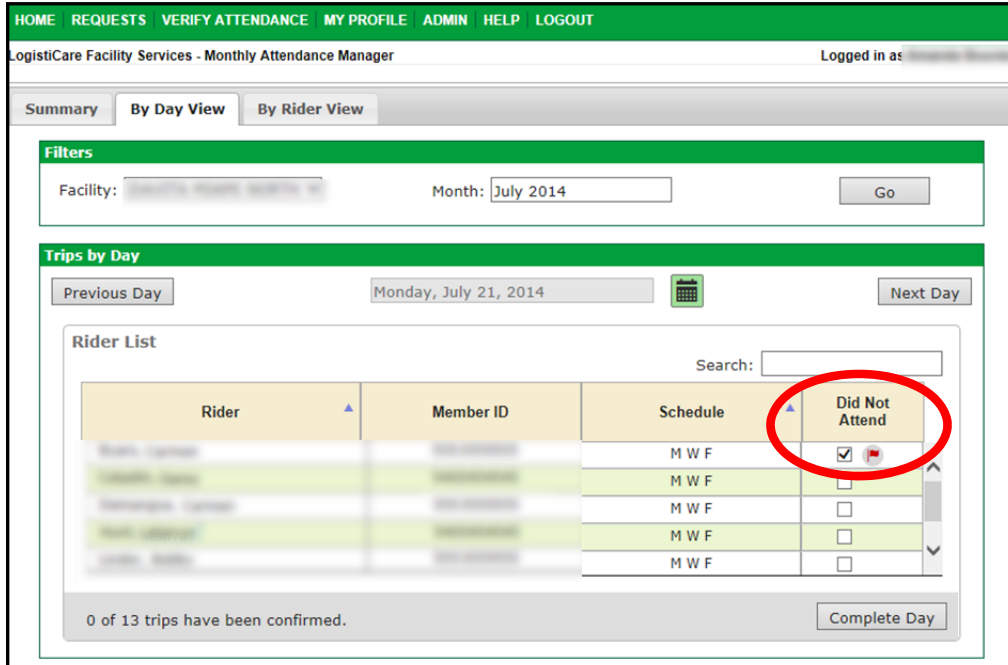 HOME REQUESTS VERIFY ATTENDANCE MY PROFILE ADMIN HELP LOGOUT
LogistiCare Facility Services - Monthly Attendance Manager Logged in as
Summary By Day View By Rider View
Filters
Facility: Month: July 2014 Go
Trips by Day
Previous Day Monday, July 21, 2014 Next Day
Rider List
Search:
Rider Member ID Schedule Did Not Attend
M W F
M W F
M W F
M W F
M W F
0 of 13 trips have been confirmed. Complete Day